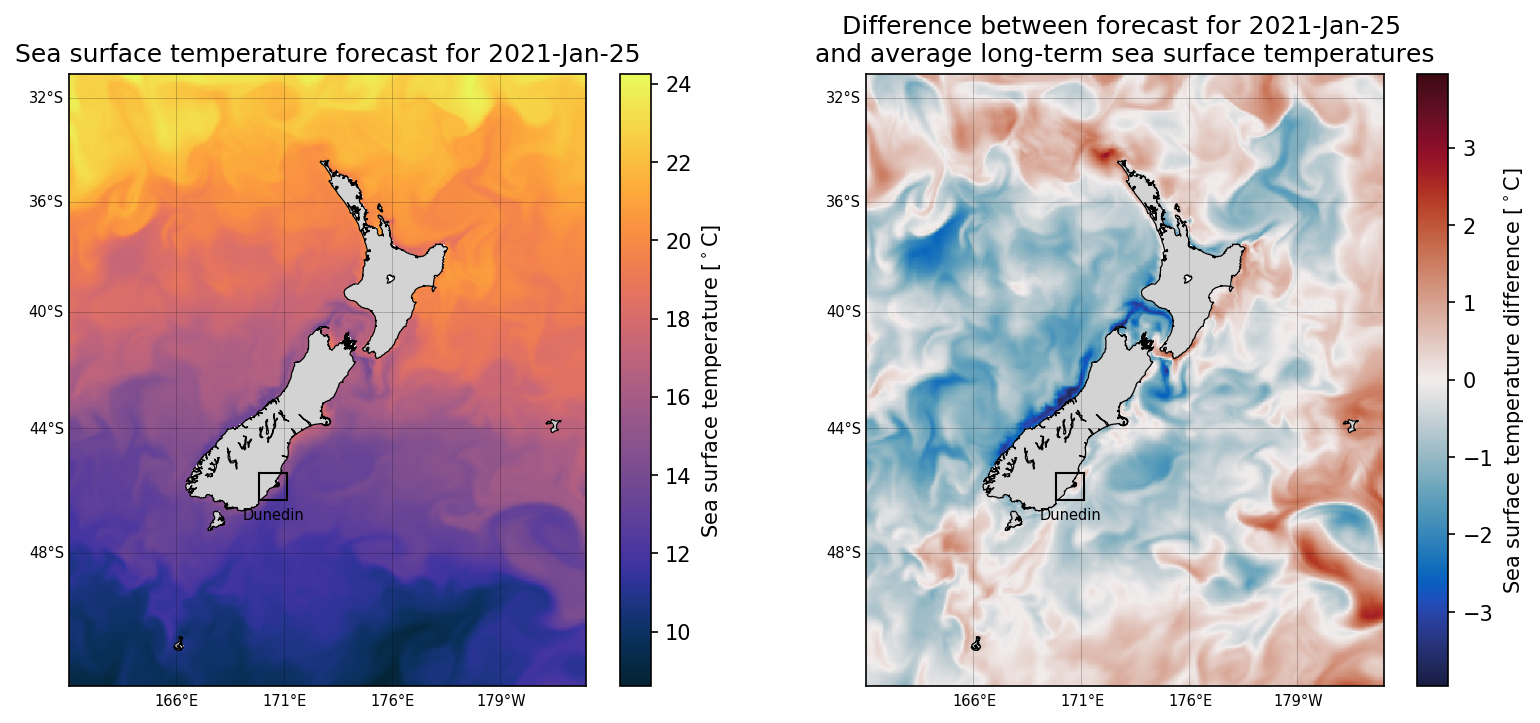 Sea surface temperature forecast for 2021-Jan-25
32°S
36°S
40°S
44°S
48°S
166°E
171°E
176°E
179°W
Dunedin
24
22
20
18
16
14
12
10
Sea surface temperature [°C]
Difference between forecast for 2021-Jan-25
and average long-term sea surface temperatures
32°S
36°S
40°S
44°S
48°S
166°E
171°E
176°E
179°W
Dunedin
3
2
1
0
−1
−2
−3
Sea surface temperature difference [°C]